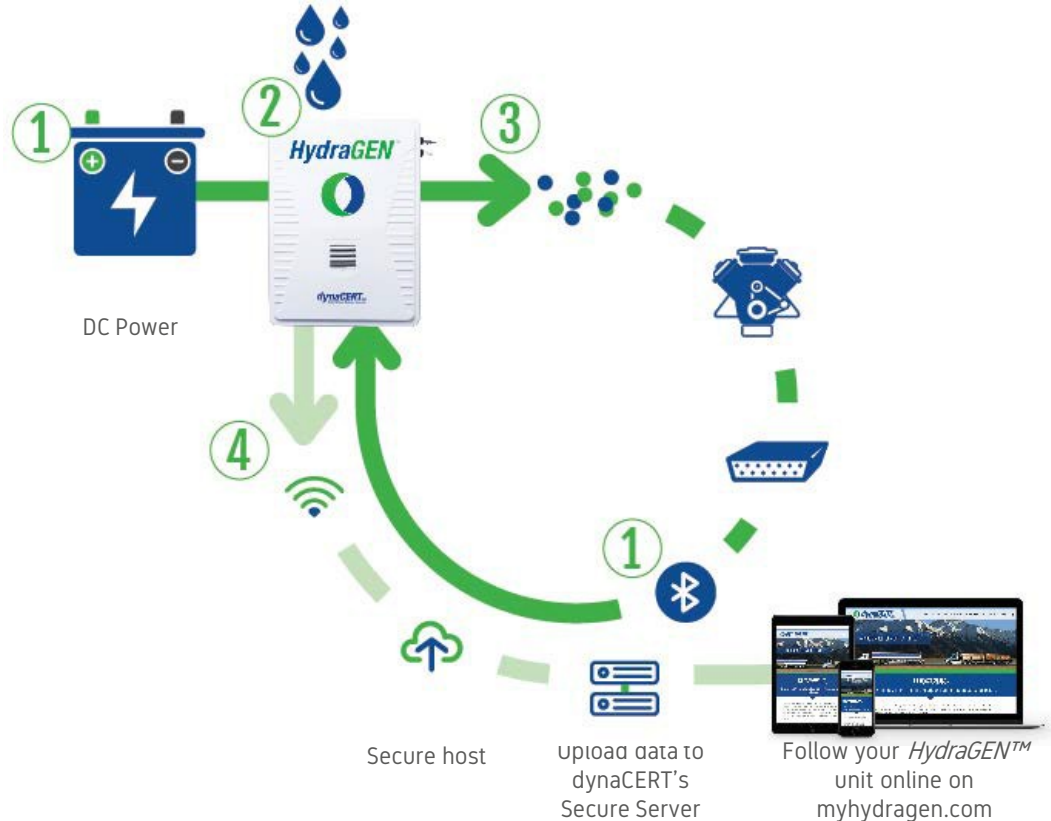 ①
②
③
HydraGEN™
dynaCERT
DC Power
④
①
Secure host
Upload data to
dynaCERT's
Secure Server
Follow your HydraGEN™
unit online on
myhydragen.com